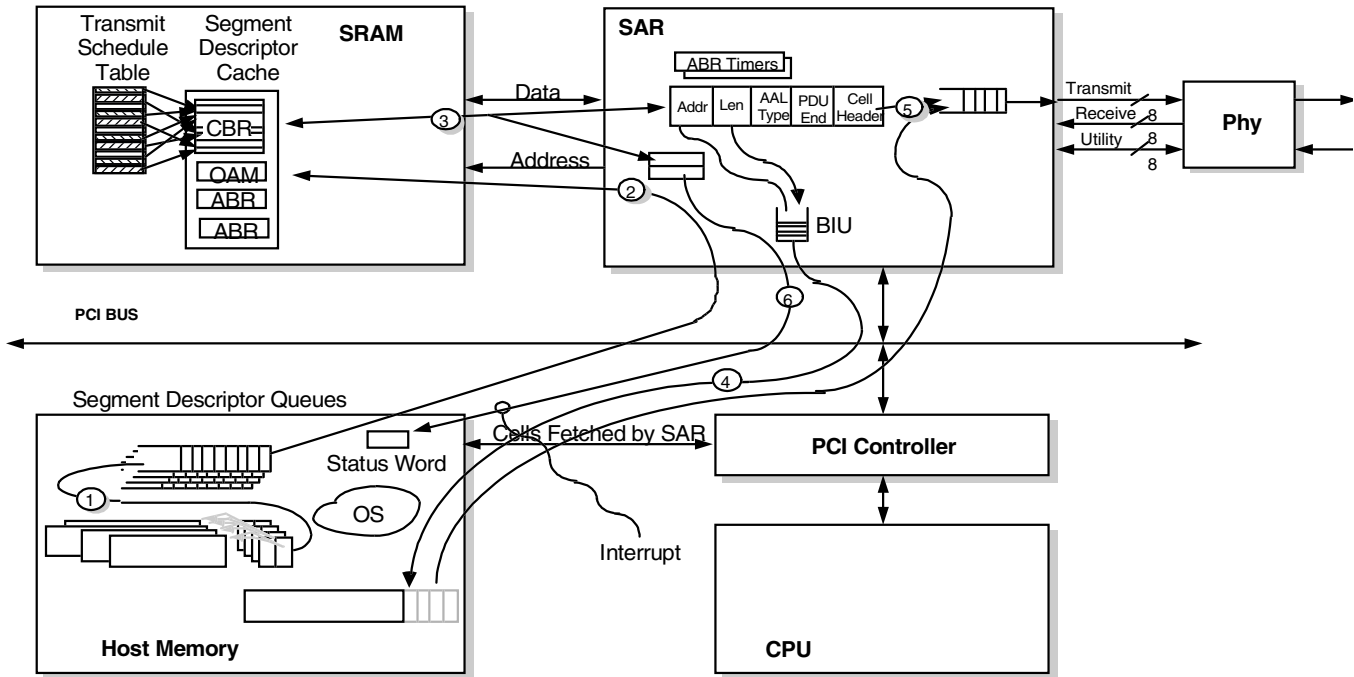 Transmit
Schedule
Table
Segment
Descriptor
Cache
SRAM
CBR
OAM
ABR
ABR
3
2
Data
Address
SAR
ABR Timers
Addr
Len
AAL
Type
PDU
End
Cell
Header
5
BIU
6
Transmit
Receive
8
Utility
8
8
Phy
PCI BUS
4
Segment Descriptor Queues
Status Word
1
OS
Host Memory
Cells Fetched by SAR
Interrupt
PCI Controller
CPU